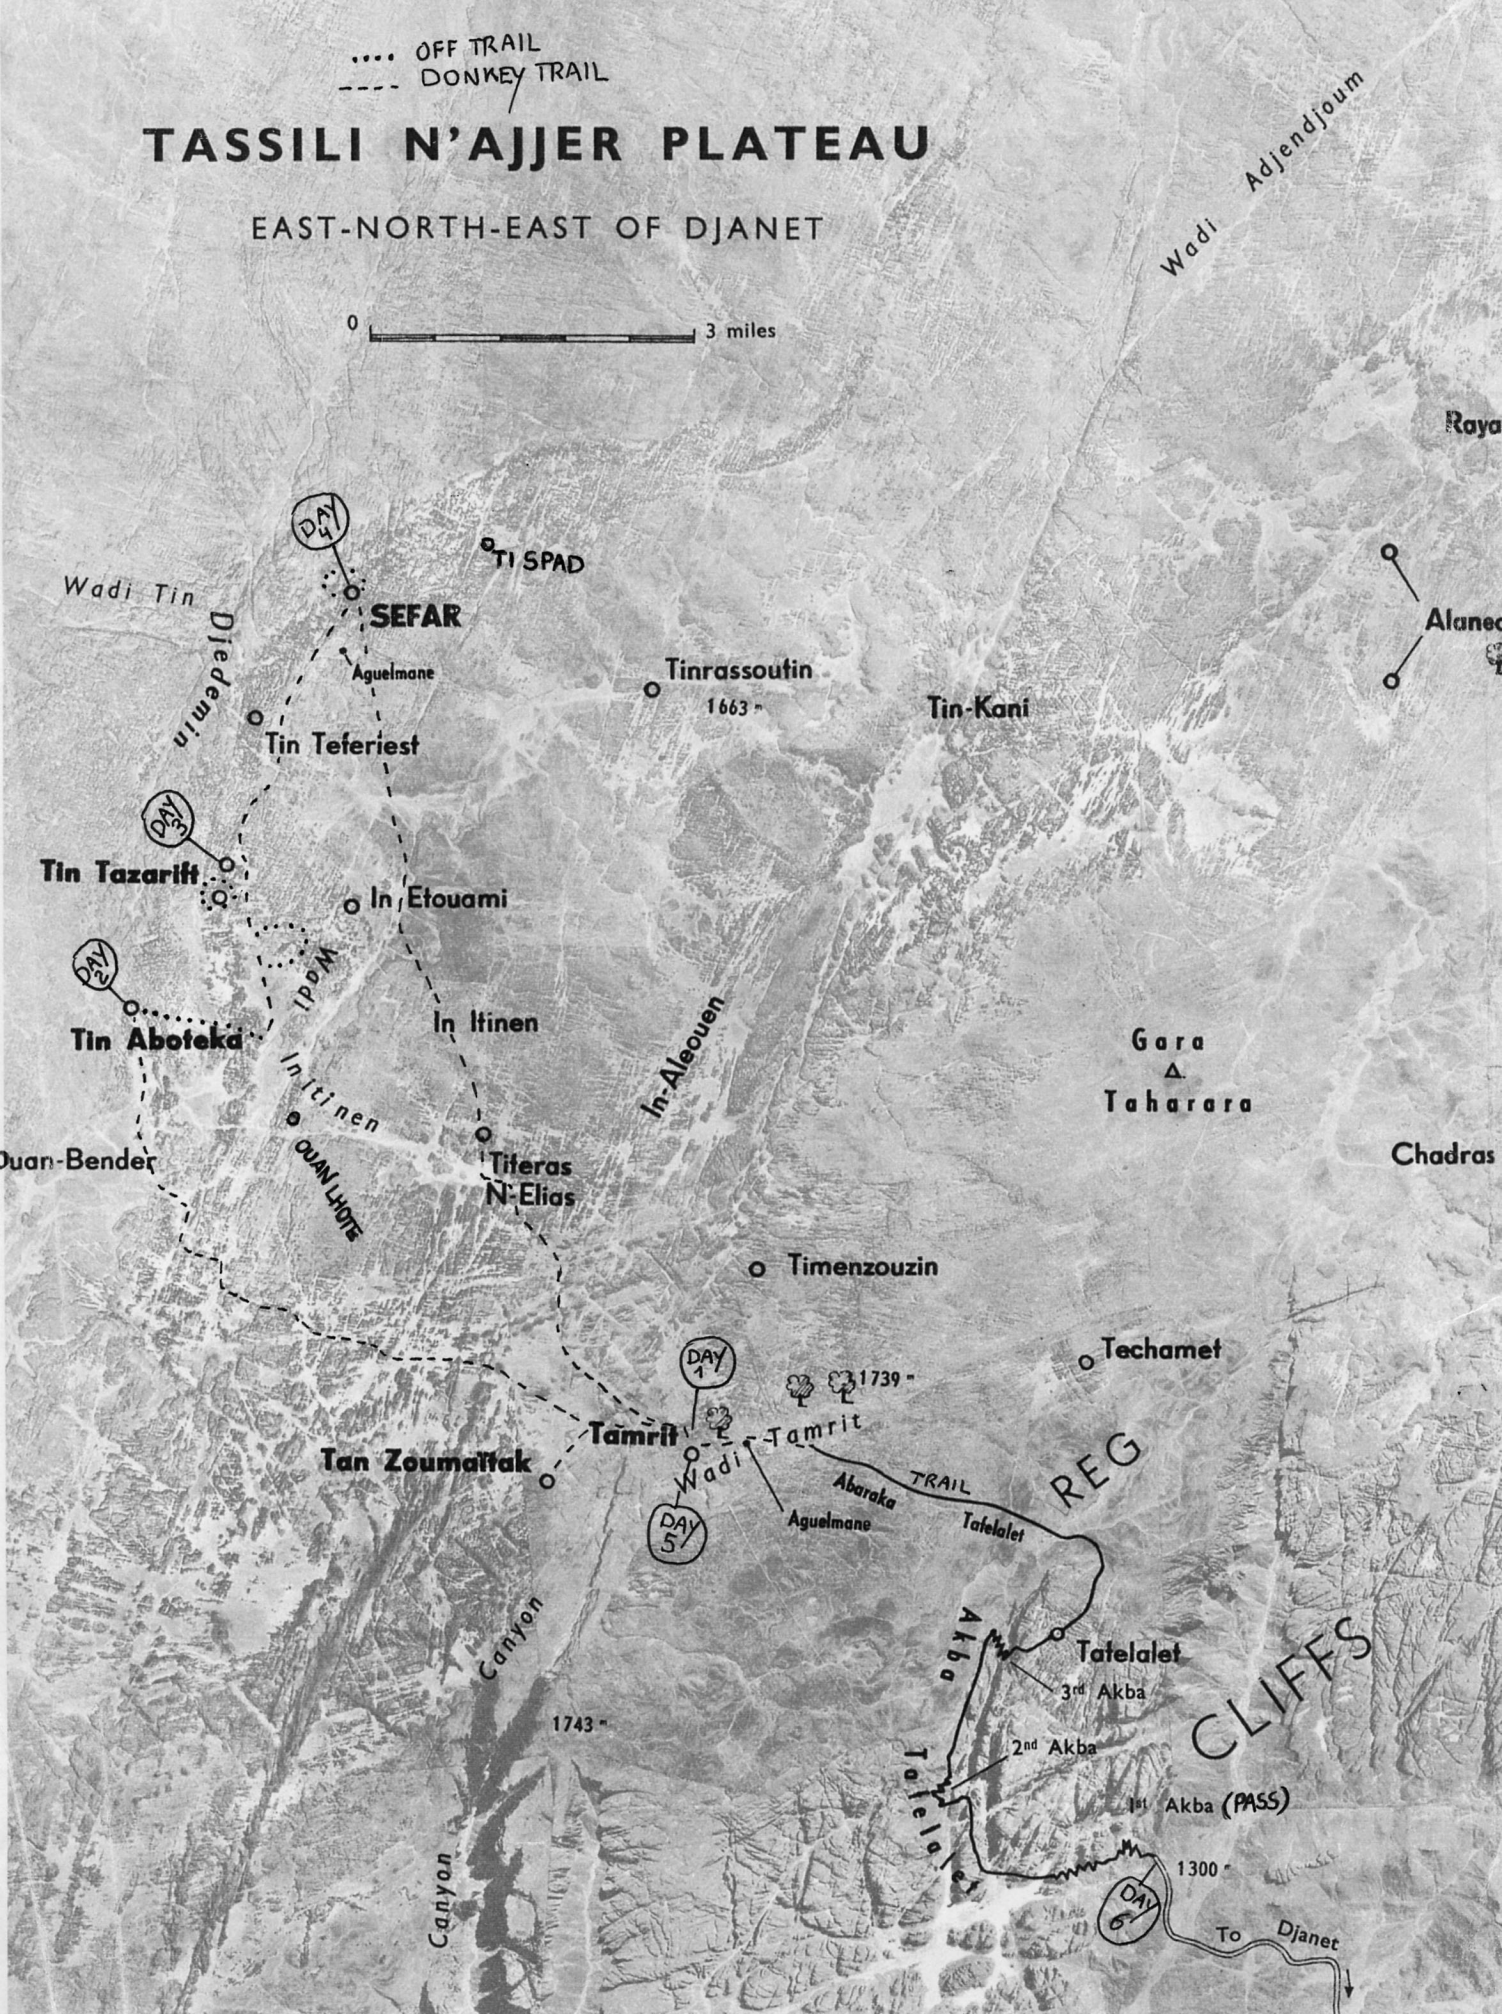 .... OFF TRAIL
---- DONKEY TRAIL
TASSILI N'AJJER PLATEAU
EAST-NORTH-EAST OF DJANET
0 3 miles
Wadi Adjendjoum
Raya
DAY 4
TI SPAD
Wadi Tin Djedemin
SEFAR
Aguelmane
Alaned
Tinrassoutin
1663 m
Tin-Kani
Tin Teferiest
DAY 3
Tin Tazarift
In Etouami
DAY 2
Wadi In Itinen
Tin Aboteka
In Itinen
In-Aleouen
Gara
Taharara
Ouan-Bender
OUAN LHOTE
Titeras
N-Elias
Chadras
Timenzouzin
DAY 1
Techamet
1739 m
Tamrit
Wadi Tamrit
Tan Zoumaïtak
TRAIL
REG
Abaraka
Tafelalet
Aguelmane
DAY 5
Canyon
Akba
Tafelalet
Tafelalet
3rd Akba
CLIFFS
1743 m
2nd Akba
1st Akba (PASS)
Canyon
1300 m
DAY 6
To Djanet